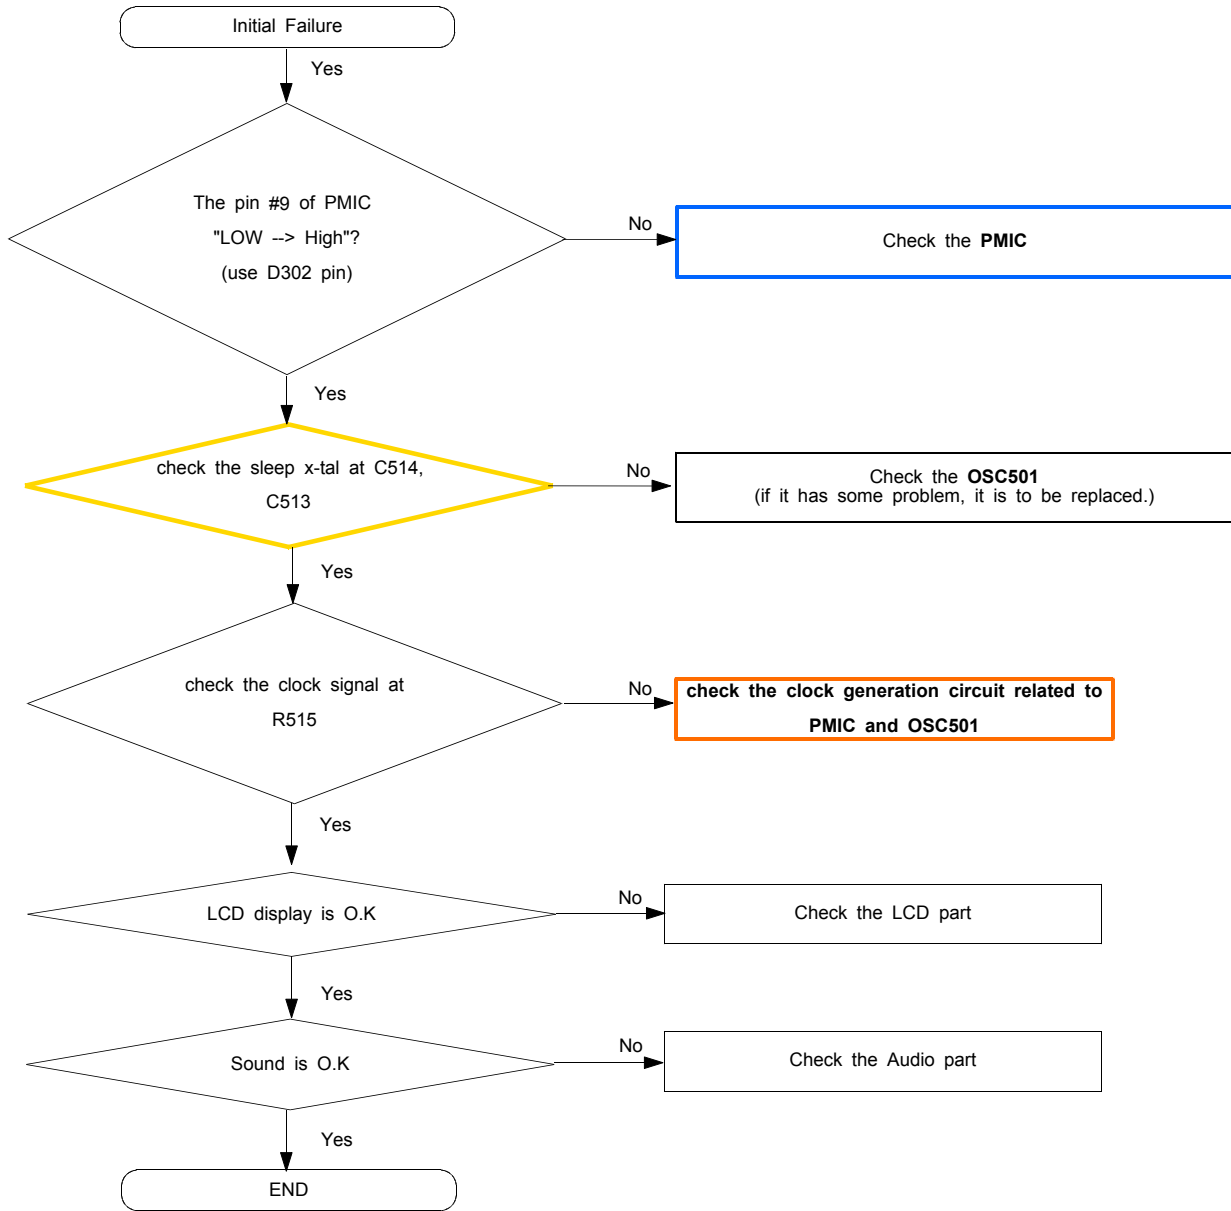 Initial Failure
Yes
The pin #9 of PMIC
"LOW --> High"?
(use D302 pin)
No
Check the PMIC
Yes
check the sleep x-tal at C514,
C513
No
Check the OSC501
(if it has some problem, it is to be replaced.)
Yes
check the clock signal at
R515
No
check the clock generation circuit related to
PMIC and OSC501
Yes
LCD display is O.K
No
Check the LCD part
Yes
Sound is O.K
No
Check the Audio part
Yes
END